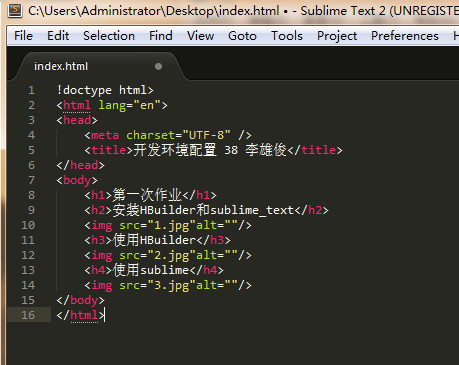 C:\Users\Administrator\Desktop\index.html • - Sublime Text 2 (UNREGISTE
File Edit Selection Find View Goto Tools Project Preferences H
index.html
1 !doctype html>
2 <html lang="en">
3 <head>
4 <meta charset="UTF-8" />
5 <title>开发环境配置 38 李雄俊</title>
6 </head>
7 <body>
8 <h1>第一次作业</h1>
9 <h2>安装HBuilder和sublime_text</h2>
10 <img src="1.jpg"alt=""/>
11 <h3>使用HBuilder</h3>
12 <img src="2.jpg"alt=""/>
13 <h4>使用sublime</h4>
14 <img src="3.jpg"alt=""/>
15 </body>
16 </html>